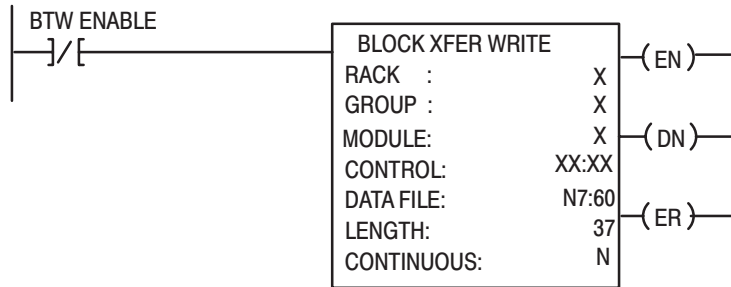 BTW ENABLE
BLOCK XFER WRITE
RACK : X
GROUP : X
MODULE: X
CONTROL: XX:XX
DATA FILE: N7:60
LENGTH: 37
CONTINUOUS: N
EN
DN
ER